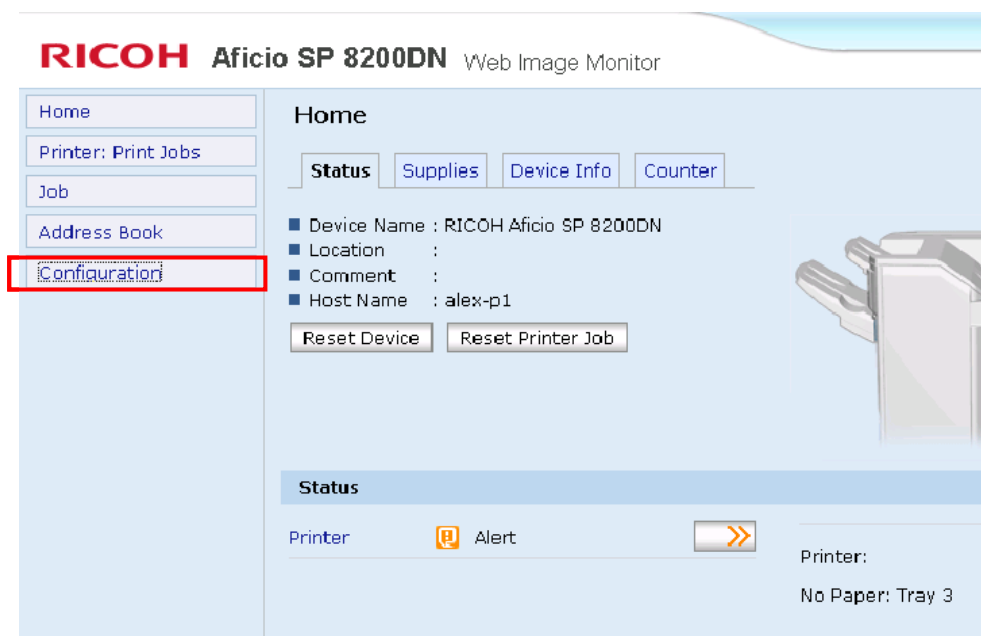 RICOH Aficio SP 8200DN Web Image Monitor
Home
Printer: Print Jobs
Job
Address Book
Configuration
Home
Status Supplies Device Info Counter
Device Name : RICOH Aficio SP 8200DN
Location :
Comment :
Host Name : alex-p1
Reset Device Reset Printer Job
Status
Printer Alert
Printer:
No Paper: Tray 3